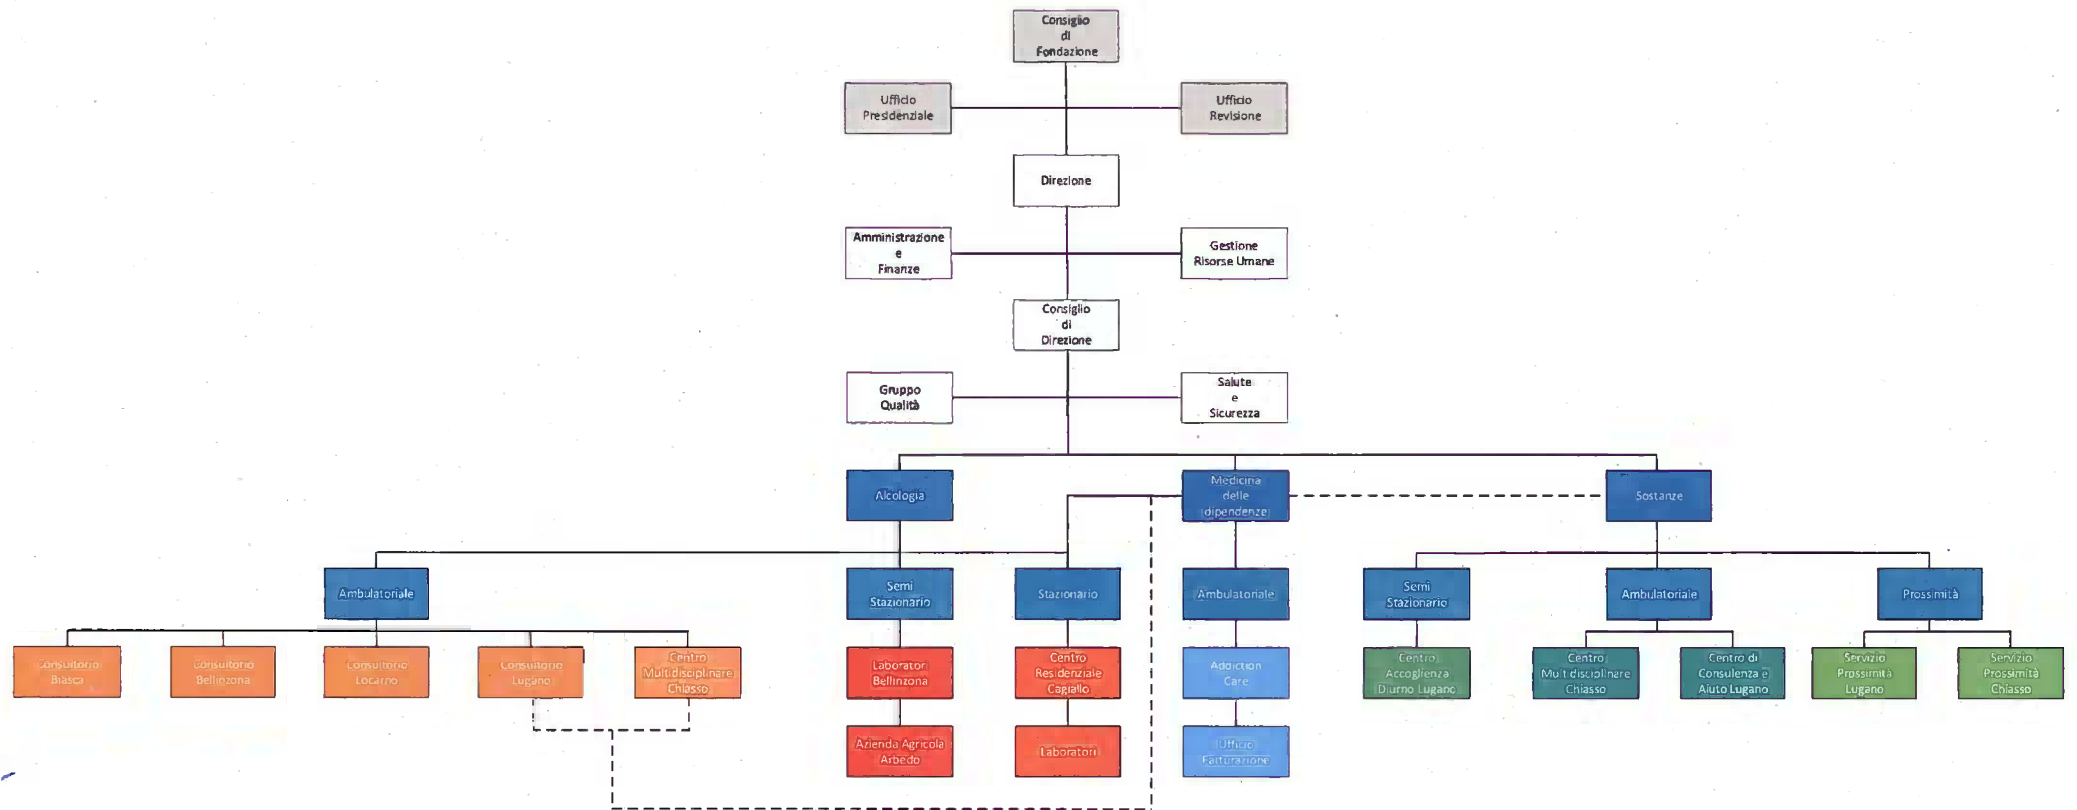 Consiglio
di
Fondazione
Ufficio
Presidenziale
Ufficio
Revisione
Direzione
Amministrazione
e
Finanze
Gestione
Risorse Umane
Consiglio
di
Direzione
Gruppo
Qualità
Salute
e
Sicurezza
Alcologia
Medicina
delle
dipendenze
Sostanze
Ambulatoriale
Semi
Stazionario
Stazionario
Ambulatoriale
Semi
Stazionario
Ambulatoriale
Prossimità
Consultorio
Biasca
Consultorio
Bellinzona
Consultorio
Locarno
Consultorio
Lugano
Centro
Multidisciplinare
Chiasso
Laboratori
Bellinzona
Centro
Residenziale
Cagiallo
Addiction
Care
Centro
Accoglienza
Diurno Lugano
Centro
Multidisciplinare
Chiasso
Centro di
Consulenza e
Aiuto Lugano
Servizio
Prossimità
Lugano
Servizio
Prossimità
Chiasso
Azienda Agricola
Arbedo
Laboratori
Ufficio
Fatturazione